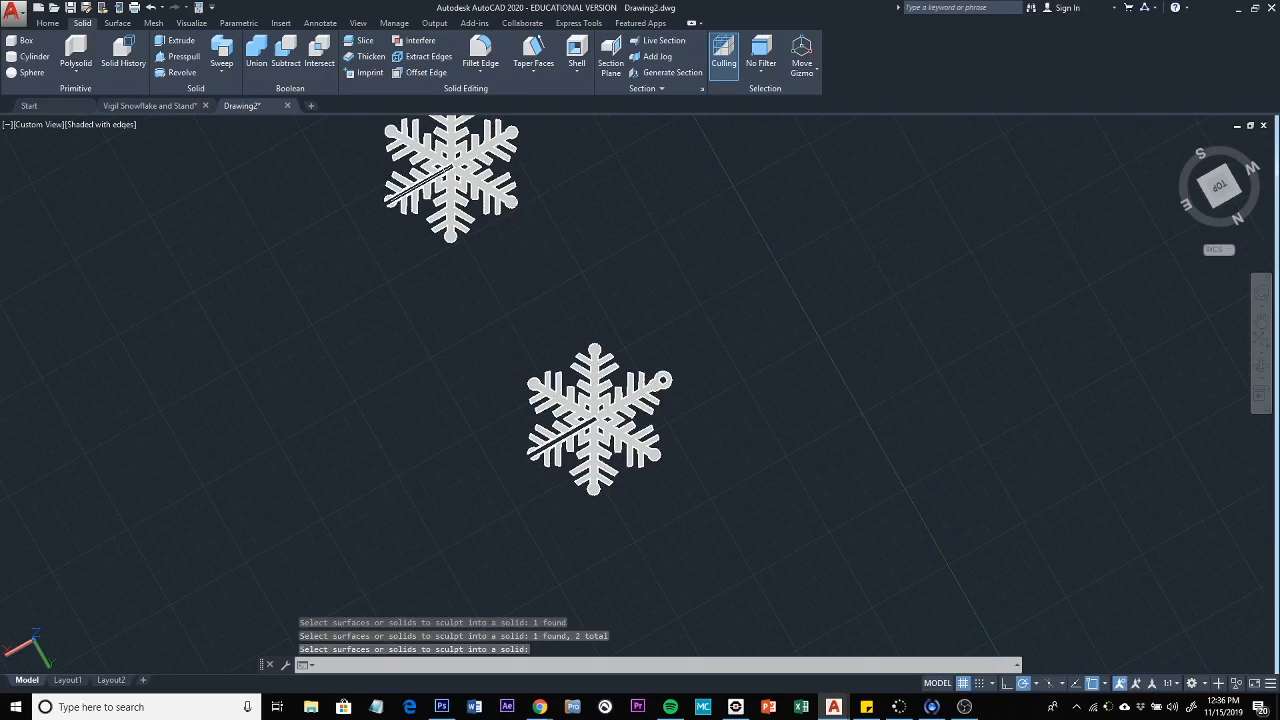 Autodesk AutoCAD 2020 - EDUCATIONAL VERSION Drawing2.dwg
Type a keyword or phrase
Sign In
Home Solid Surface Mesh Visualize Parametric Insert Annotate View Manage Output Add-ins Collaborate Express Tools Featured Apps
Box
Cylinder
Sphere
Polysolid
Solid History
Primitive
Extrude
Presspull
Revolve
Sweep
Solid
Union
Subtract
Intersect
Boolean
Slice
Thicken
Imprint
Interfere
Extract Edges
Offset Edge
Fillet Edge
Taper Faces
Shell
Solid Editing
Section Plane
Live Section
Add Jog
Generate Section
Section
Culling
No Filter
Move Gizmo
Selection
Start
Vigil Snowflake and Stand*
Drawing2*
[−][Custom View][Shaded with edges]
S
W
TOP
E
N
WCS
Select surfaces or solids to sculpt into a solid: 1 found
Select surfaces or solids to sculpt into a solid: 1 found, 2 total
Select surfaces or solids to sculpt into a solid:
Z
Y
Model Layout1 Layout2
MODEL
1:1
Type here to search
12:36 PM
11/15/2019